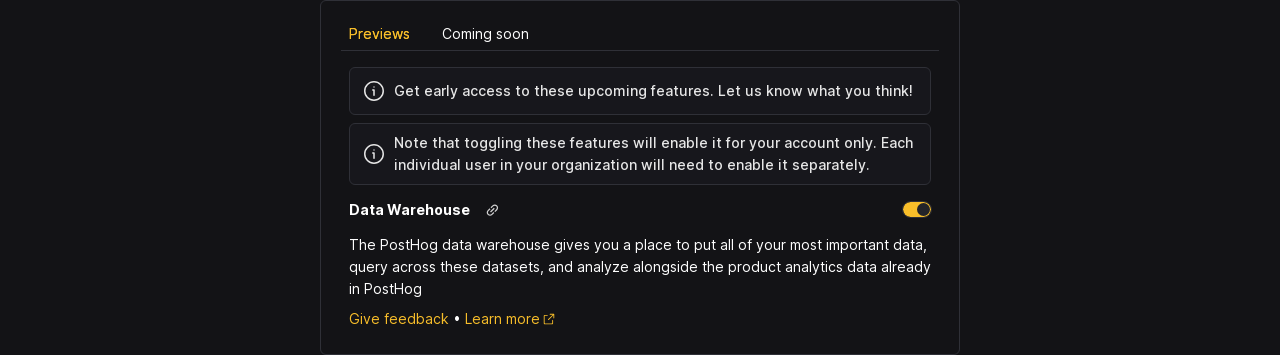 Previews Coming soon
Get early access to these upcoming features. Let us know what you think!
Note that toggling these features will enable it for your account only. Each
individual user in your organization will need to enable it separately.
Data Warehouse
The PostHog data warehouse gives you a place to put all of your most important data,
query across these datasets, and analyze alongside the product analytics data already
in PostHog
Give feedback • Learn more